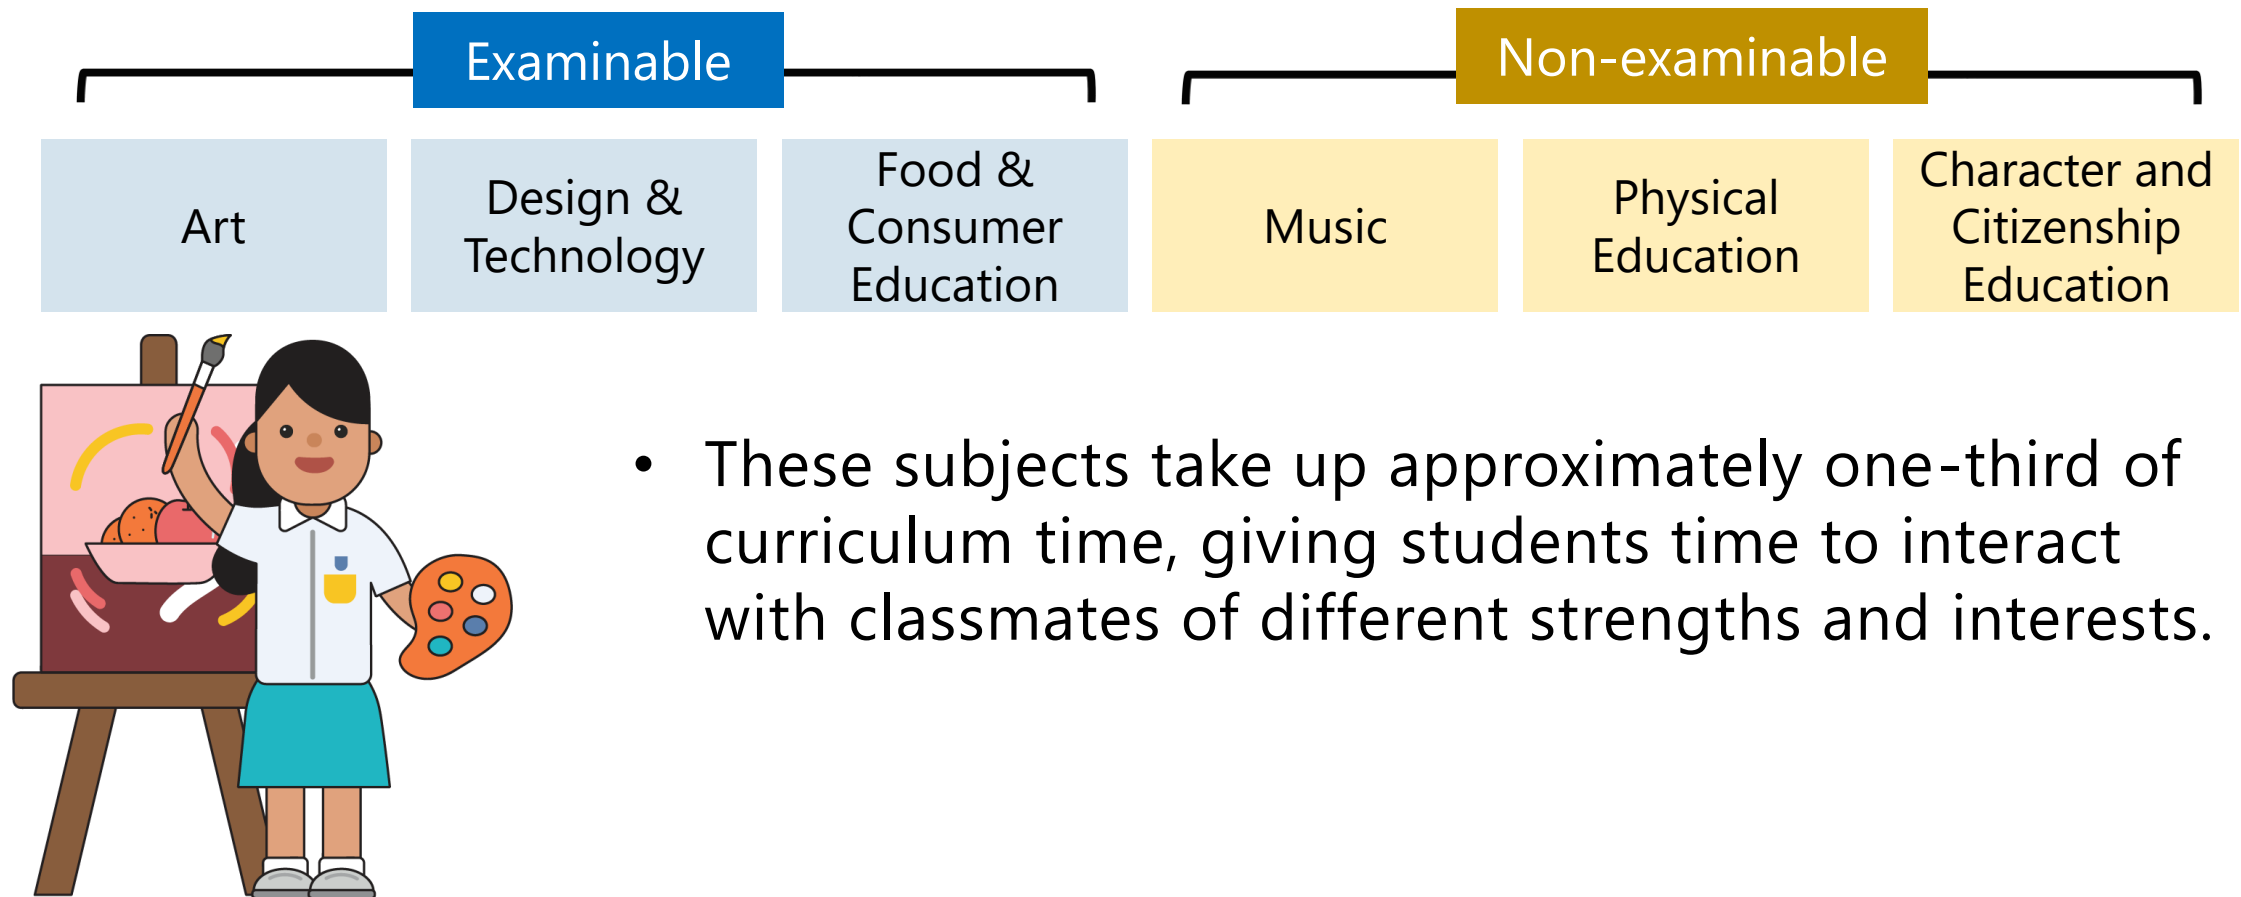 Examinable
Non-examinable
Art
Design &
Technology
Food &
Consumer
Education
Music
Physical
Education
Character and
Citizenship
Education
• These subjects take up approximately one-third of
curriculum time, giving students time to interact
with classmates of different strengths and interests.